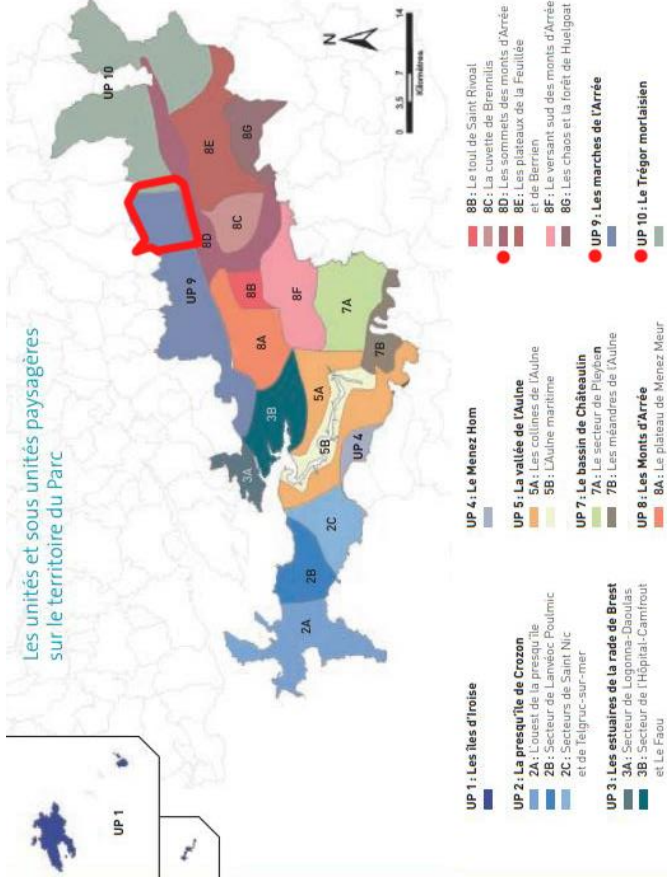 Les unités et sous unités paysagères
sur le territoire du Parc
UP 1
UP 10
UP 9
8E
8G
8D
8C
8B
8F
8A
7A
7B
3A
3B
5A
5B
UP 4
2C
2B
2A
N
0 3.5 7 14
Kilomètres
UP 1 : Les îles d'Iroise
UP 2 : La presqu'île de Crozon
2A : L'ouest de la presqu'île
2B : Secteur de Lanvéoc Poulmic
2C : Secteurs de Saint Nic
et de Telgruc-sur-mer
UP 3 : Les estuaires de la rade de Brest
3A : Secteur de Logonna-Daoulas
3B : Secteur de l'Hôpital-Camfrout
et Le Faou
UP 4 : Le Menez Hom
UP 5 : La vallée de l'Aulne
5A : Les collines de l'Aulne
5B : L'Aulne maritime
UP 7 : Le bassin de Châteaulin
7A : Le secteur de Pleyben
7B : Les méandres de l'Aulne
UP 8 : Les Monts d'Arrée
8A : Le plateau de Menez Meur
8B : Le toul de Saint Rivoal
8C : La cuvette de Brennilis
8D : Les sommets des monts d'Arrée
8E : Les plateaux de la Feuillée
et de Berrien
8F : Le versant sud des monts d'Arrée
8G : Les chaos et la forêt de Huelgoat
UP 9 : Les marches de l'Arrée
UP 10 : Le Trégor morlaisien